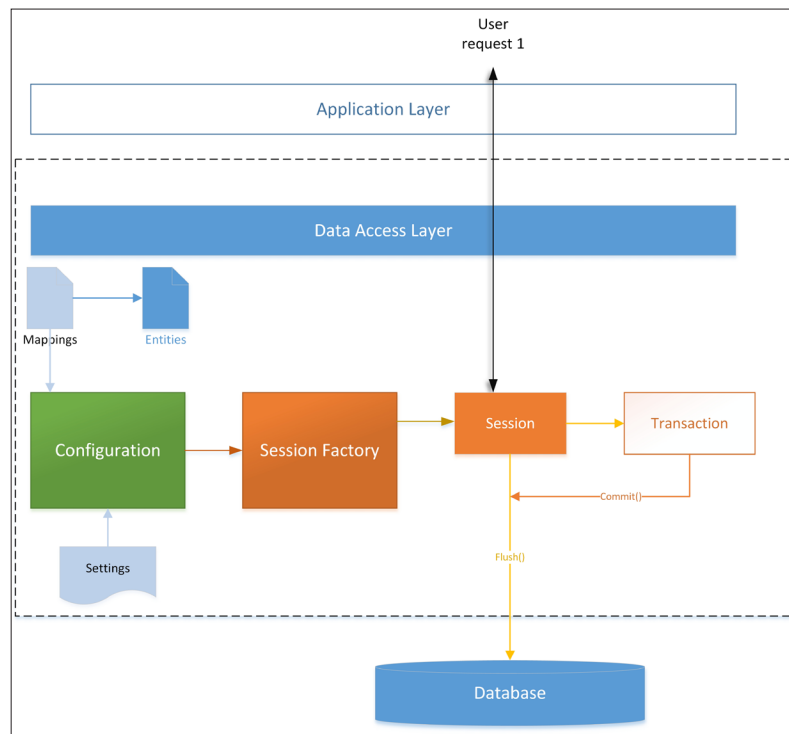 User
request 1
Application Layer
Data Access Layer
Mappings
Entities
Configuration
Session Factory
Session
Transaction
Commit()
Flush()
Settings
Database